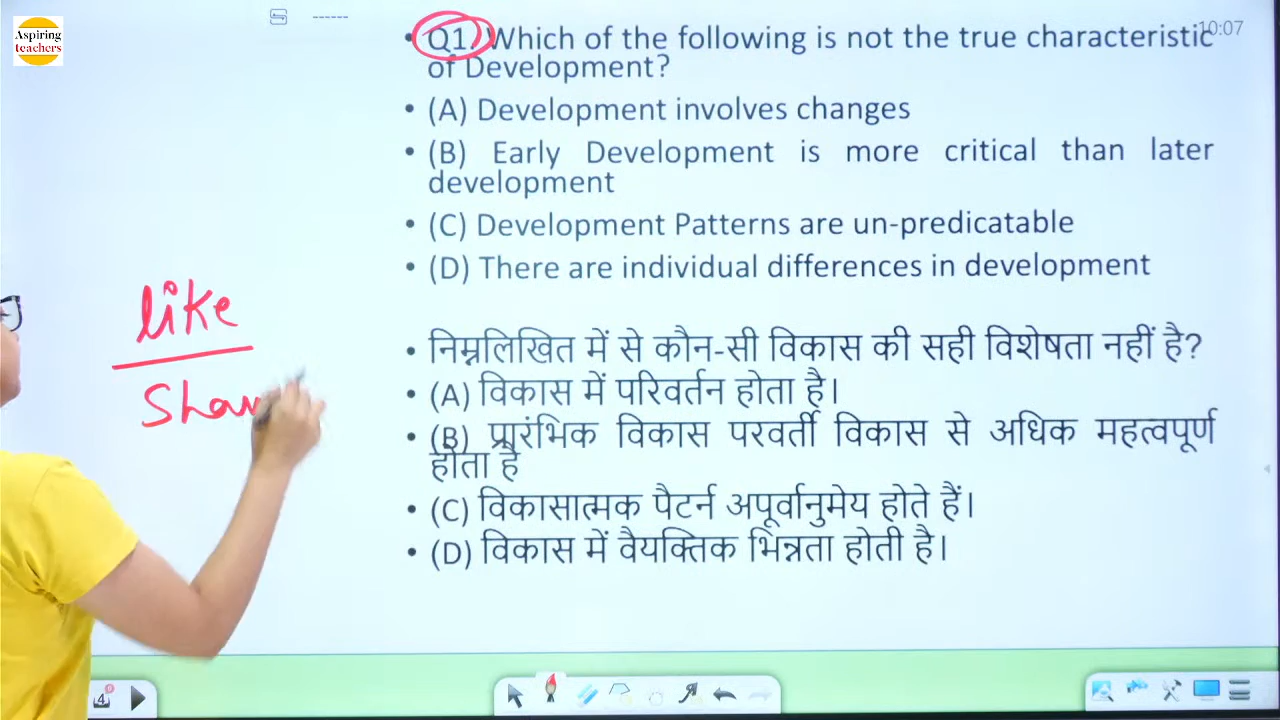 Aspiring
teachers
10:07
• Q1. Which of the following is not the true characteristic
of Development?
• (A) Development involves changes
• (B) Early Development is more critical than later
development
• (C) Development Patterns are un-predicatable
• (D) There are individual differences in development
like
Shar
• निम्नलिखित में से कौन-सी विकास की सही विशेषता नहीं है?
• (A) विकास में परिवर्तन होता है।
• (B) प्रारंभिक विकास परवर्ती विकास से अधिक महत्वपूर्ण
होता है
• (C) विकासात्मक पैटर्न अपूर्वानुमेय होते हैं।
• (D) विकास में वैयक्तिक भिन्नता होती है।
4